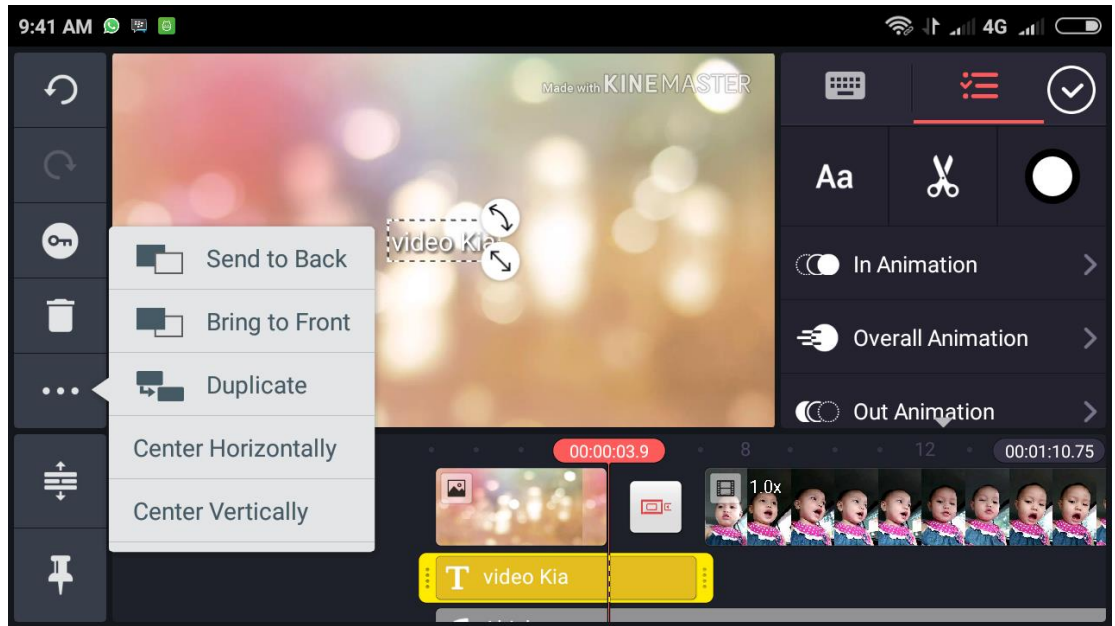 9:41 AM
4G
Made with KINEMASTER
video Kia
Send to Back
Bring to Front
Duplicate
Center Horizontally
Center Vertically
Aa
In Animation
Overall Animation
Out Animation
00:00:03.9
8
12
00:01:10.75
1.0x
T video Kia